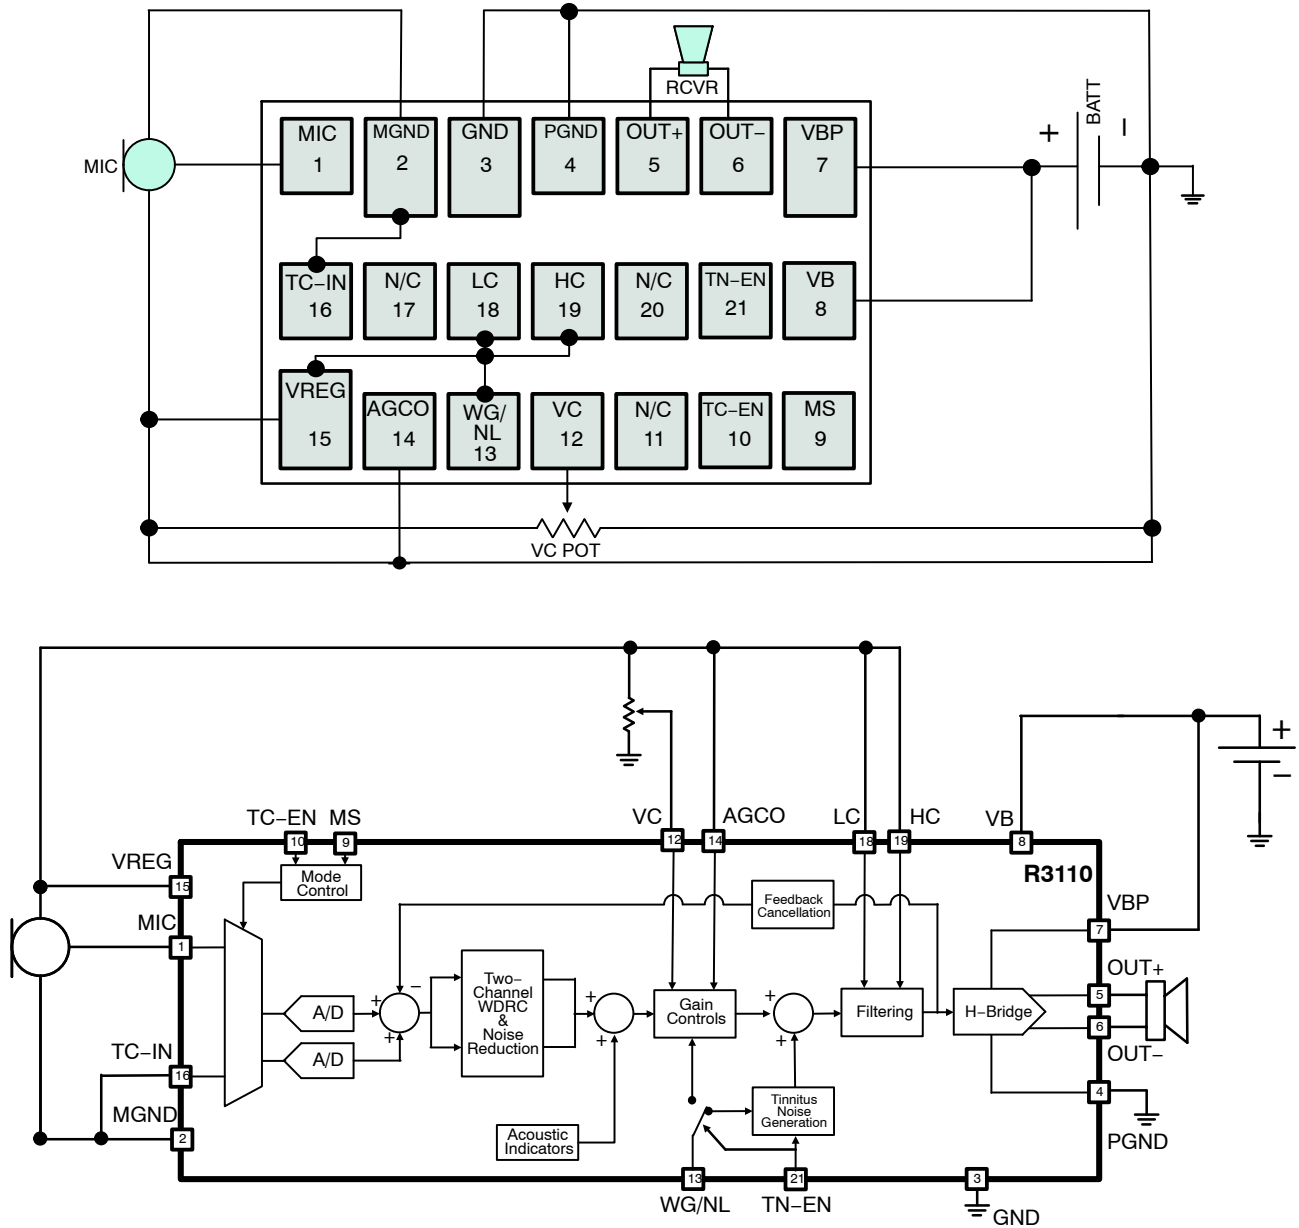 RCVR
BATT
+
−
MIC
MIC
1
MGND
2
GND
3
PGND
4
OUT+
5
OUT−
6
VBP
7
TC−IN
16
N/C
17
LC
18
HC
19
N/C
20
TN−EN
21
VB
8
VREG
15
AGCO
14
WG/
NL
13
VC
12
N/C
11
TC−EN
10
MS
9
VC POT
TC−EN
MS
VC
AGCO
LC
HC
VB
+
−
10
9
12
14
18
19
8
R3110
VREG
15
Mode
Control
MIC
1
Feedback
Cancellation
VBP
7
A/D
+
−
+
Two−
Channel
WDRC
&
Noise
Reduction
+
+
Gain
Controls
+
+
Filtering
H−Bridge
OUT+
5
6
OUT−
A/D
TC−IN
16
MGND
2
4
PGND
Acoustic
Indicators
Tinnitus
Noise
Generation
13
21
3
WG/NL
TN−EN
GND